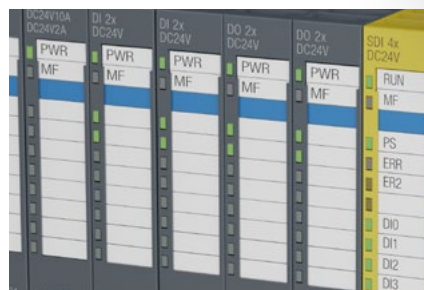 DC24V10A
DC24V2A
PWR
MF
DI 2x
DC24V
PWR
MF
DI 2x
DC24V
PWR
MF
DO 2x
DC24V
PWR
MF
DO 2x
DC24V
PWR
MF
SDI 4x
DC24V
RUN
MF
PS
ERR
ER2
DI0
DI1
DI2
DI3